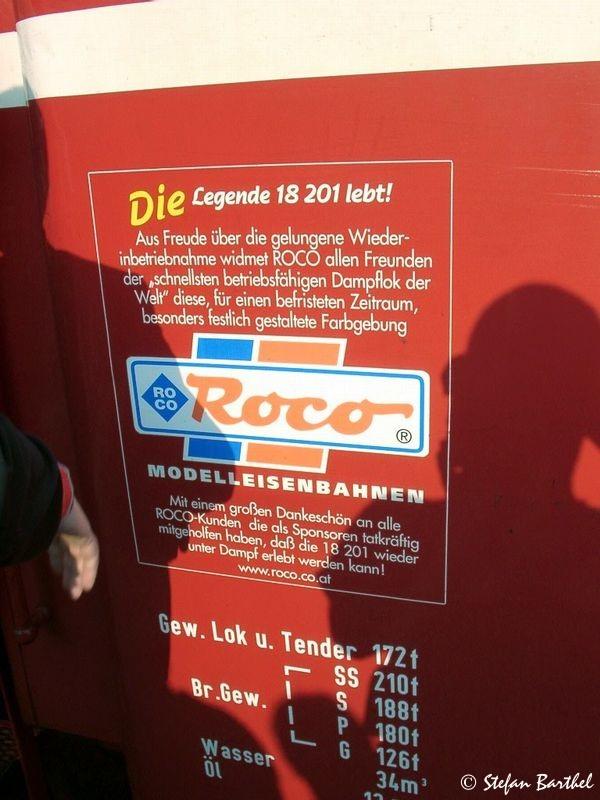 Die Legende 18 201 lebt!
Aus Freude über die gelungene Wieder-
inbetriebnahme widmet ROCO allen Freunden
der „schnellsten betriebsfähigen Dampflok der
Welt“ diese, für einen befristeten Zeitraum,
besonders festlich gestaltete Farbgebung
RO
CO
Roco ®
MODELLEISENBAHNEN
Mit einem großen Dankeschön an alle
ROCO-Kunden, die als Sponsoren tatkräftig
mitgeholfen haben, daß die 18 201 wieder
unter Dampf erlebt werden kann!
www.roco.co.at
Gew. Lok u. Tender 172t
SS 210t
Br.Gew. S 188t
P 180t
G 126t
Wasser 34m³
Öl
© Stefan Barthel